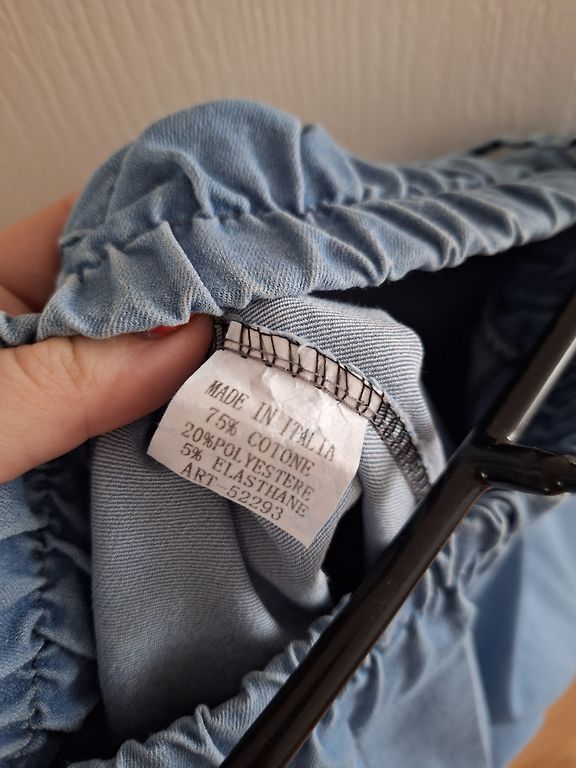 MADE IN ITALIA
75% COTONE
20%POLYESTERE
5% ELASTHANE
ART-52293